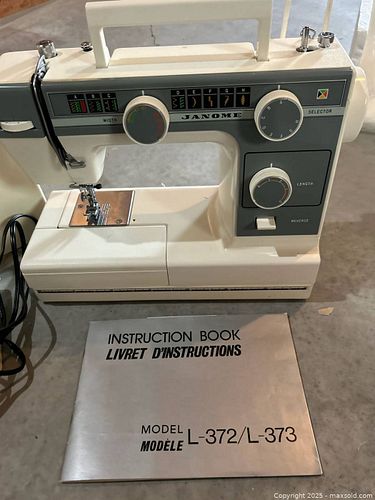 A B C
D E F G H
WIDTH
JANOME
SELECTOR
LENGTH
REVERSE
INSTRUCTION BOOK
LIVRET D'INSTRUCTIONS
MODEL
MODÈLE L-372/L-373
Copyright © 2025 - maxsold.com